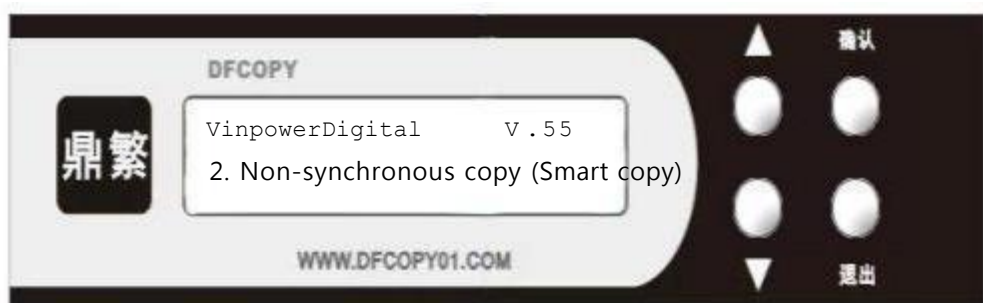 DFCOPY
鼎繁
VinpowerDigital V.55
2. Non-synchronous copy (Smart copy)
WWW.DFCOPY01.COM
确认
退出